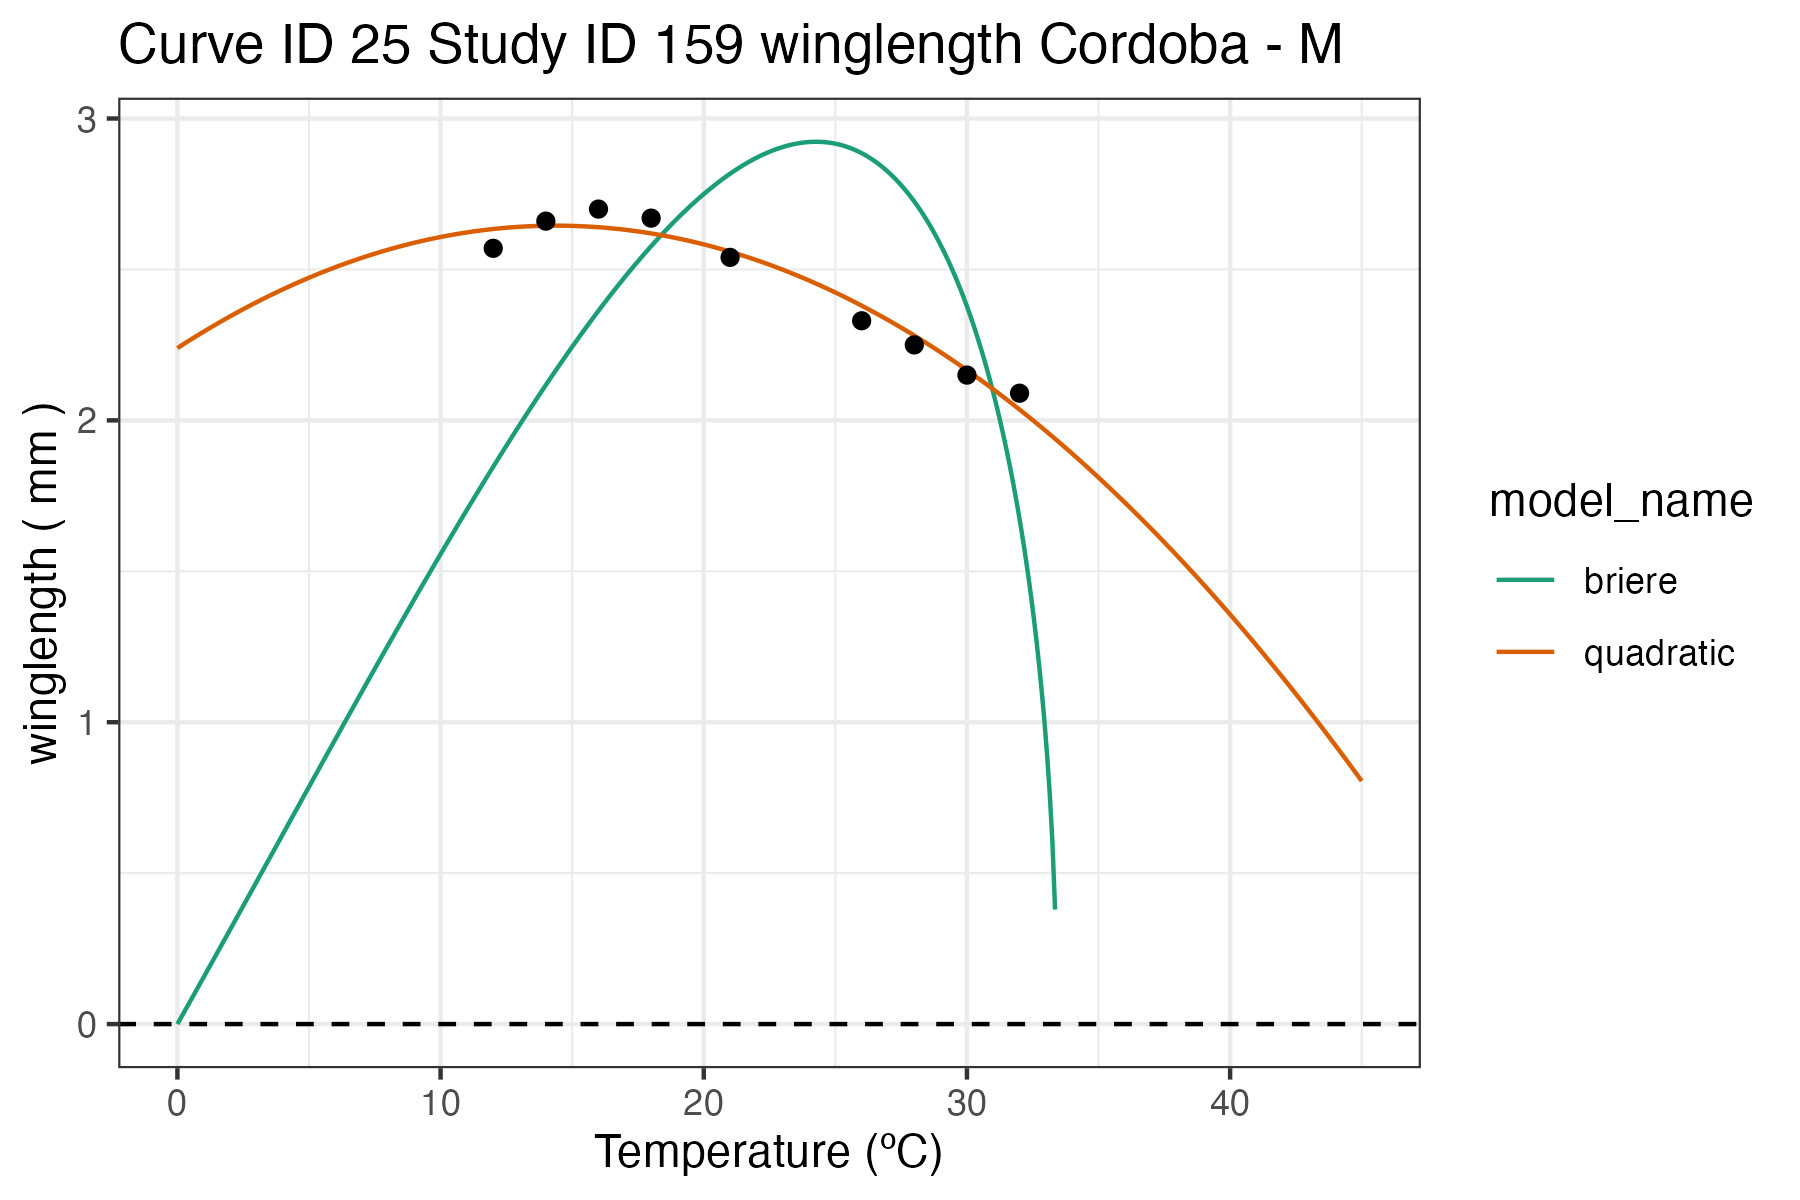 Curve ID 25 Study ID 159 winglength Cordoba - M
winglength ( mm )
3
2
1
0
0 10 20 30 40
Temperature (ºC)
model_name
briere
quadratic